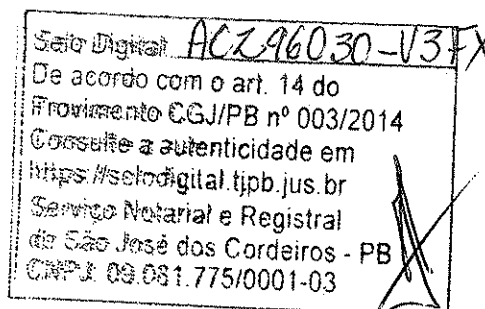 Selo Digital: ACZ96030-V3FX
De acordo com o art. 14 do
Provimento CGJ/PB nº 003/2014
Consulte a autenticidade em
https://selodigital.tjpb.jus.br
Serviço Notarial e Registral
de São José dos Cordeiros - PB
CNPJ: 09.081.775/0001-03